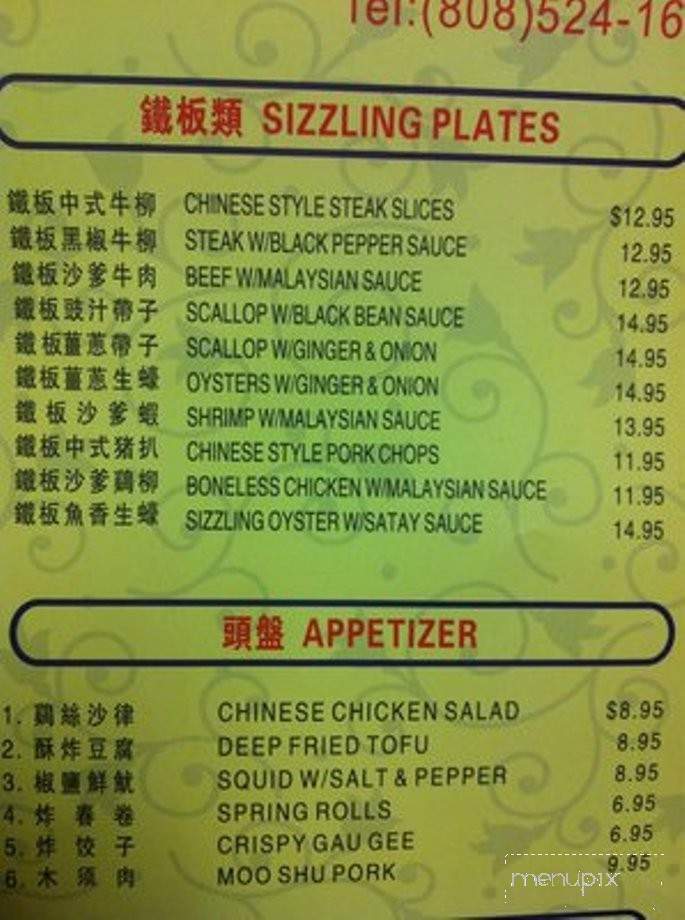 Tel:(808)524-16
鐵板類 SIZZLING PLATES
鐵板中式牛柳 CHINESE STYLE STEAK SLICES $12.95
鐵板黑椒牛柳 STEAK W/BLACK PEPPER SAUCE 12.95
鐵板沙爹牛肉 BEEF W/MALAYSIAN SAUCE 12.95
鐵板豉汁帶子 SCALLOP W/BLACK BEAN SAUCE 14.95
鐵板薑蔥帶子 SCALLOP W/GINGER & ONION 14.95
鐵板薑蔥生蠔 OYSTERS W/GINGER & ONION 14.95
鐵板沙爹蝦 SHRIMP W/MALAYSIAN SAUCE 13.95
鐵板中式猪扒 CHINESE STYLE PORK CHOPS 11.95
鐵板沙爹鷄柳 BONELESS CHICKEN W/MALAYSIAN SAUCE 11.95
鐵板魚香生蠔 SIZZLING OYSTER W/SATAY SAUCE 14.95
頭盤 APPETIZER
1. 鷄絲沙律 CHINESE CHICKEN SALAD $8.95
2. 酥炸豆腐 DEEP FRIED TOFU 8.95
3. 椒鹽鮮魷 SQUID W/SALT & PEPPER 8.95
4. 炸春卷 SPRING ROLLS 6.95
5. 炸饺子 CRISPY GAU GEE 6.95
6. 木須肉 MOO SHU PORK 9.95
menupix